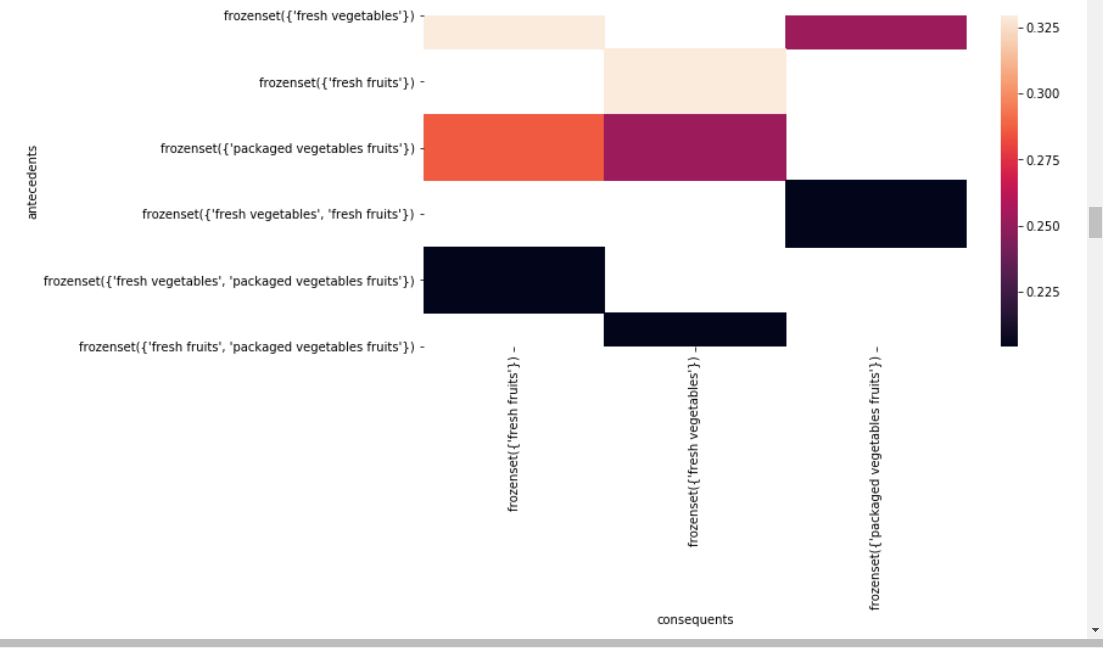 frozenset({'fresh vegetables'})
frozenset({'fresh fruits'})
frozenset({'packaged vegetables fruits'})
frozenset({'fresh vegetables', 'fresh fruits'})
frozenset({'fresh vegetables', 'packaged vegetables fruits'})
frozenset({'fresh fruits', 'packaged vegetables fruits'})
antecedents
frozenset({'fresh fruits'})
frozenset({'fresh vegetables'})
frozenset({'packaged vegetables fruits'})
consequents
0.325
0.300
0.275
0.250
0.225